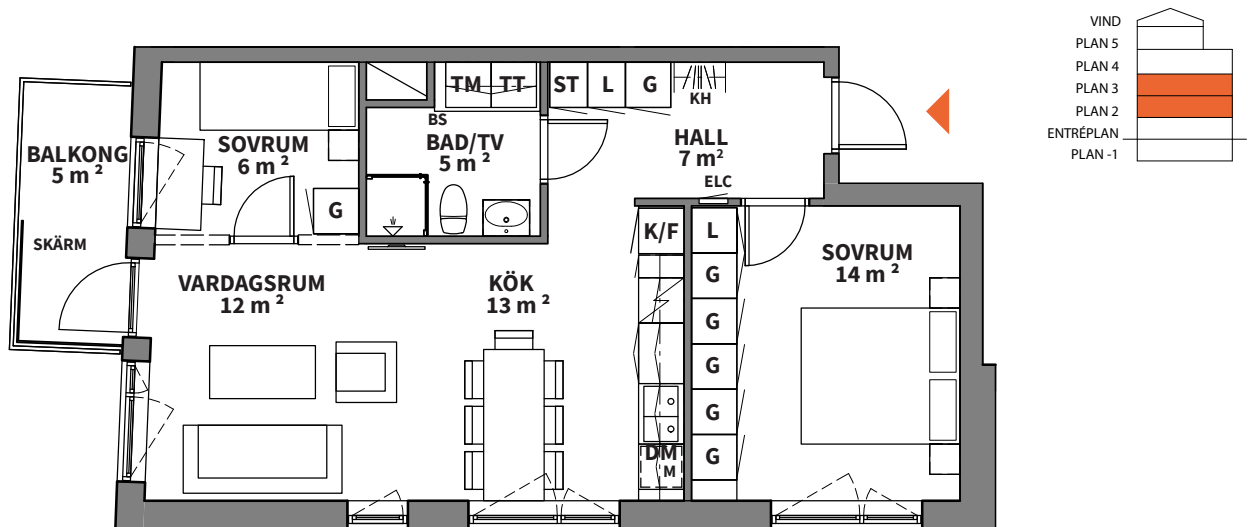 VIND
PLAN 5
PLAN 4
PLAN 3
PLAN 2
ENTRÉPLAN
PLAN -1
TM
TT
ST
L
G
KH
BS
BALKONG
5 m ²
SOVRUM
6 m ²
BAD/TV
5 m ²
HALL
7 m²
ELC
G
SKÄRM
K/F
L
SOVRUM
14 m ²
G
VARDAGSRUM
12 m ²
KÖK
13 m ²
G
G
G
DM
M
G